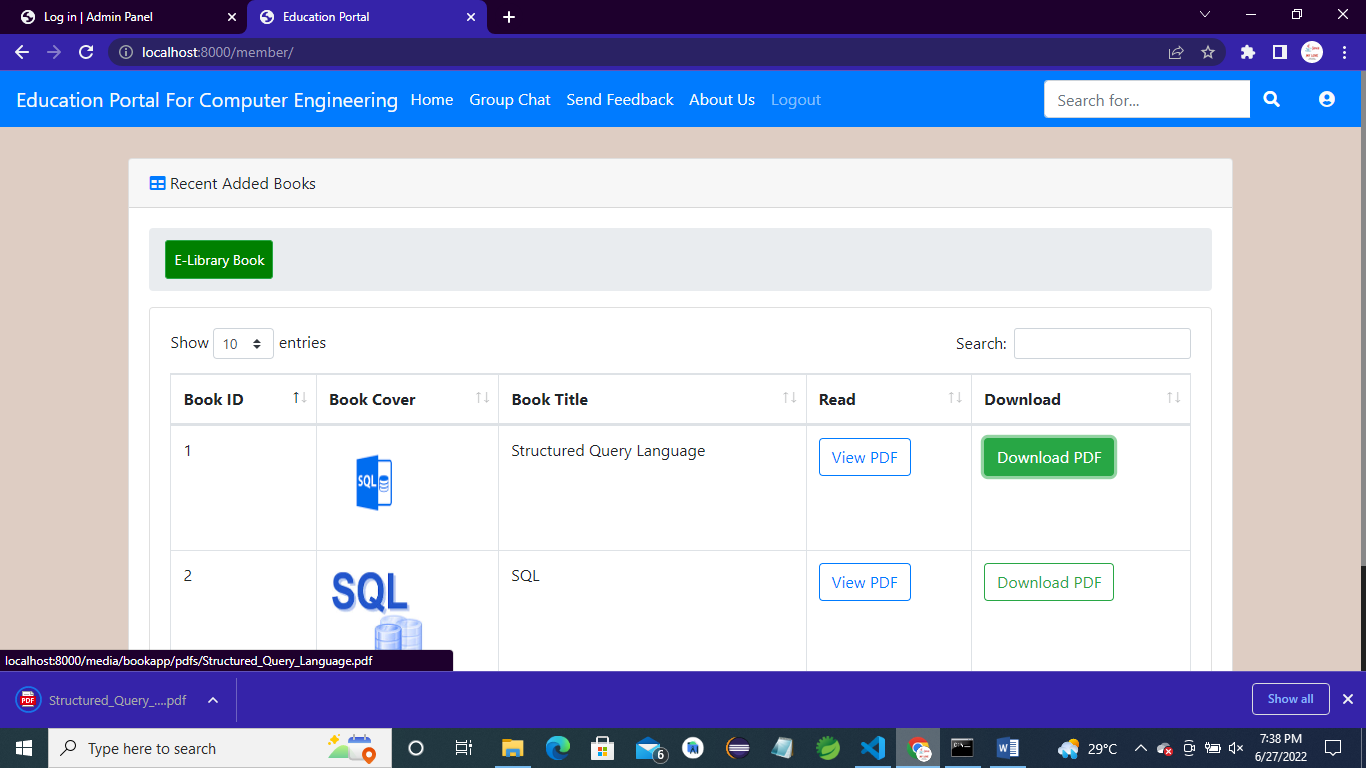 Log in | Admin Panel
Education Portal
localhost:8000/member/
Education Portal For Computer Engineering Home Group Chat Send Feedback About Us Logout Search for...
Recent Added Books
E-Library Book
Show 10 entries Search:
Book ID Book Cover Book Title Read Download
1 SQL Structured Query Language View PDF Download PDF
2 SQL SQL View PDF Download PDF
localhost:8000/media/bookapp/pdfs/Structured_Query_Language.pdf
PDF Structured_Query_....pdf Show all
Type here to search 6 29°C 7:38 PM
6/27/2022